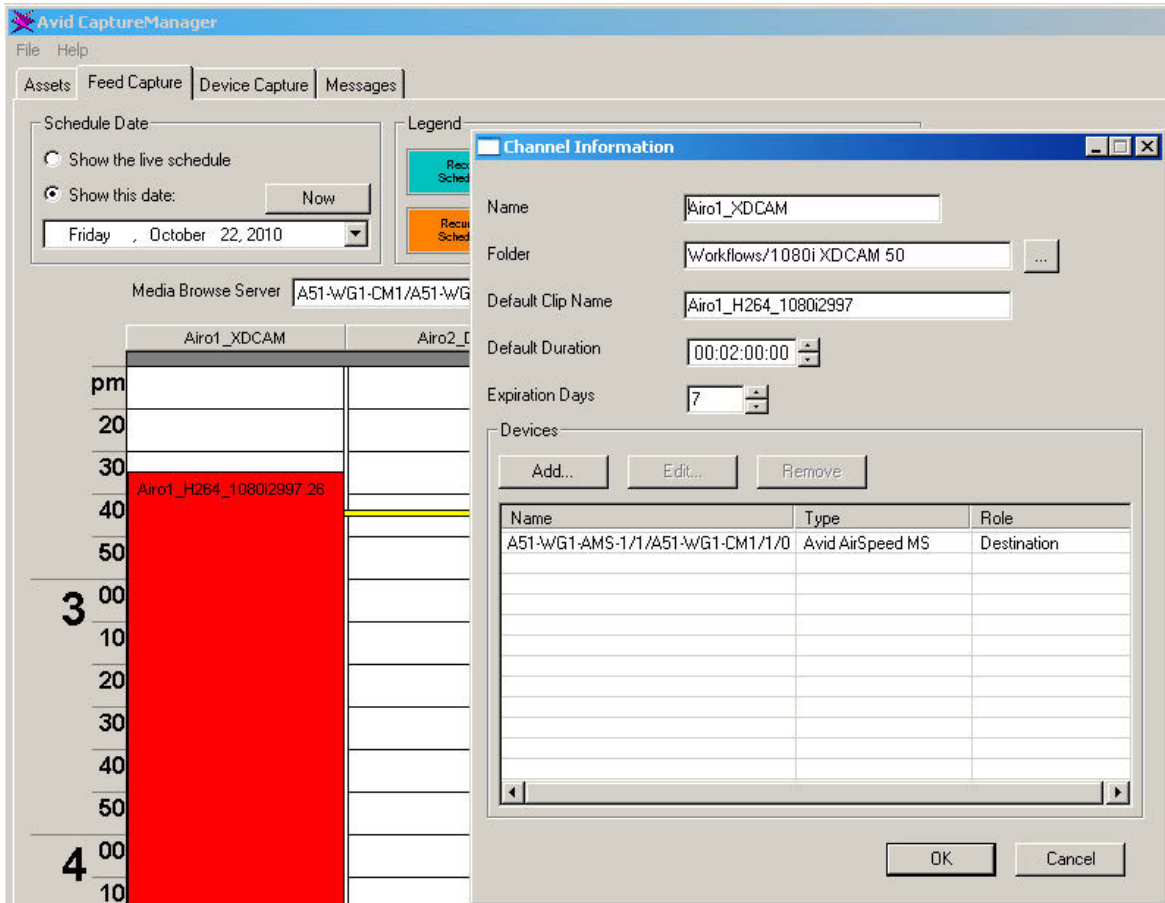 Avid CaptureManager
File Help
Assets Feed Capture Device Capture Messages
Schedule Date
Show the live schedule
Show this date:
Now
Friday , October 22, 2010
Legend
Media Browse Server A51-WG1-CM1/A51-WG
Airo1_XDCAM
pm
20
30
Airo1_H264_1080i2997.26
40
50
3 00
10
20
30
40
50
4 00
10
Channel Information
Name Airo1_XDCAM
Folder Workflows/1080i XDCAM 50 ...
Default Clip Name Airo1_H264_1080i2997
Default Duration 00:02:00:00
Expiration Days 7
Devices
Add... Edit... Remove
Name Type Role
A51-WG1-AMS-1/1/A51-WG1-CM1/1/0 Avid AirSpeed MS Destination
OK Cancel